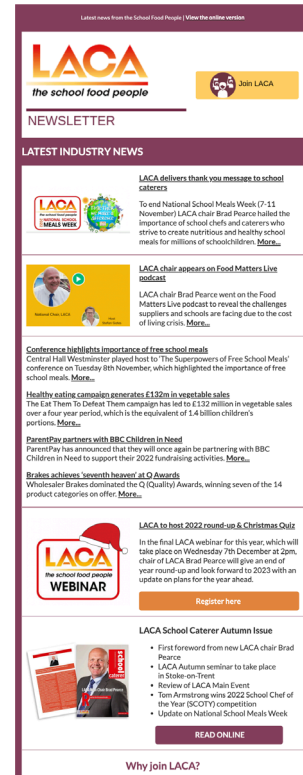 Latest news from the School Food People | View the online version
LACA
the school food people
Join LACA
NEWSLETTER
LATEST INDUSTRY NEWS
LACA
the school food people
NATIONAL SCHOOL
MEALS WEEK
LACA delivers thank you message to school
caterers
To end National School Meals Week (7-11
November) LACA chair Brad Pearce hailed the
importance of school chefs and caterers who
strive to create nutritious and healthy school
meals for millions of schoolchildren. More...
National Chair, LACA
LACA chair appears on Food Matters Live
podcast
LACA chair Brad Pearce went on the Food
Matters Live podcast to reveal the challenges
suppliers and schools are facing due to the cost
of living crisis. More...
Conference highlights importance of free school meals
Central Hall Westminster played host to 'The Superpowers of Free School Meals'
conference on Tuesday 8th November, which highlighted the importance of free
school meals. More...
Healthy eating campaign generates £132m in vegetable sales
The Eat Them To Defeat Them campaign has led to £132 million in vegetable sales
over a four year period, which is the equivalent of 1.4 billion children's
portions. More...
ParentPay partners with BBC Children in Need
ParentPay has announced that they will once again be partnering with BBC
Children in Need to support their 2022 fundraising activities. More...
Brakes achieves 'seventh heaven' at Q Awards
Wholesaler Brakes dominated the Q (Quality) Awards, winning seven of the 14
product categories on offer. More...
LACA
the school food people
WEBINAR
LACA to host 2022 round-up & Christmas Quiz
In the final LACA webinar for this year, which will
take place on Wednesday 7th December at 2pm,
chair of LACA Brad Pearce will give an end of
year round-up and look forward to 2023 with an
update on plans for the year ahead.
Register here
school
caterer
LACA School Caterer Autumn Issue
• First foreword from new LACA chair Brad
Pearce
• LACA Autumn seminar to take place
in Stoke-on-Trent
• Review of LACA Main Event
• Tom Armstrong wins 2022 School Chef of
the Year (SCOTY) competition
• Update on National School Meals Week
READ ONLINE
Why join LACA?